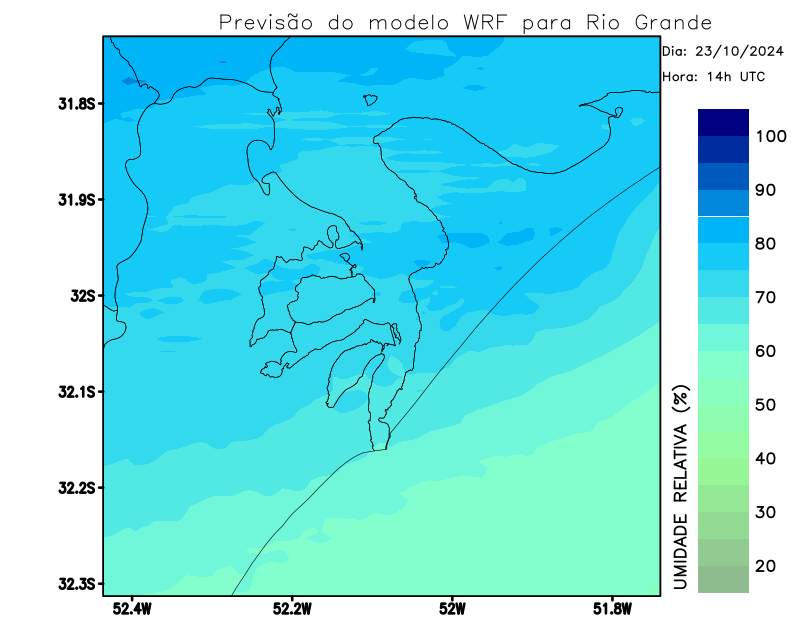 Previsão do modelo WRF para Rio Grande
Dia: 23/10/2024
Hora: 14h UTC
31.8S
31.9S
32S
32.1S
32.2S
32.3S
52.4W
52.2W
52W
51.8W
100
90
80
70
60
50
40
30
20
UMIDADE RELATIVA (%)